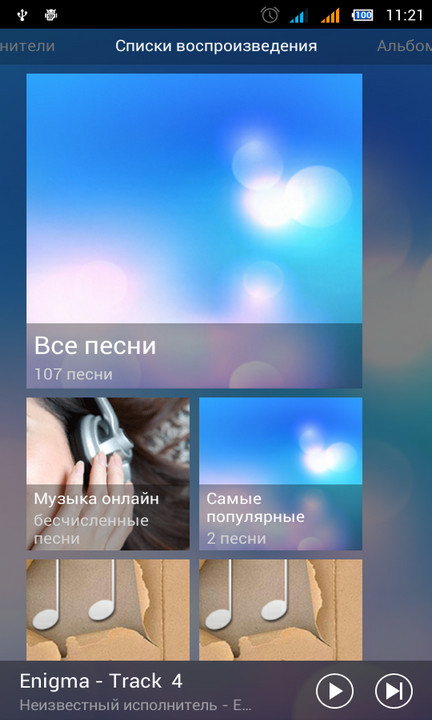 100 11:21
нители Списки воспроизведения Альбом
Все песни
107 песни
Музыка онлайн
бесчисленные
песни
Самые
популярные
2 песни
Enigma - Track 4
Неизвестный исполнитель - E...